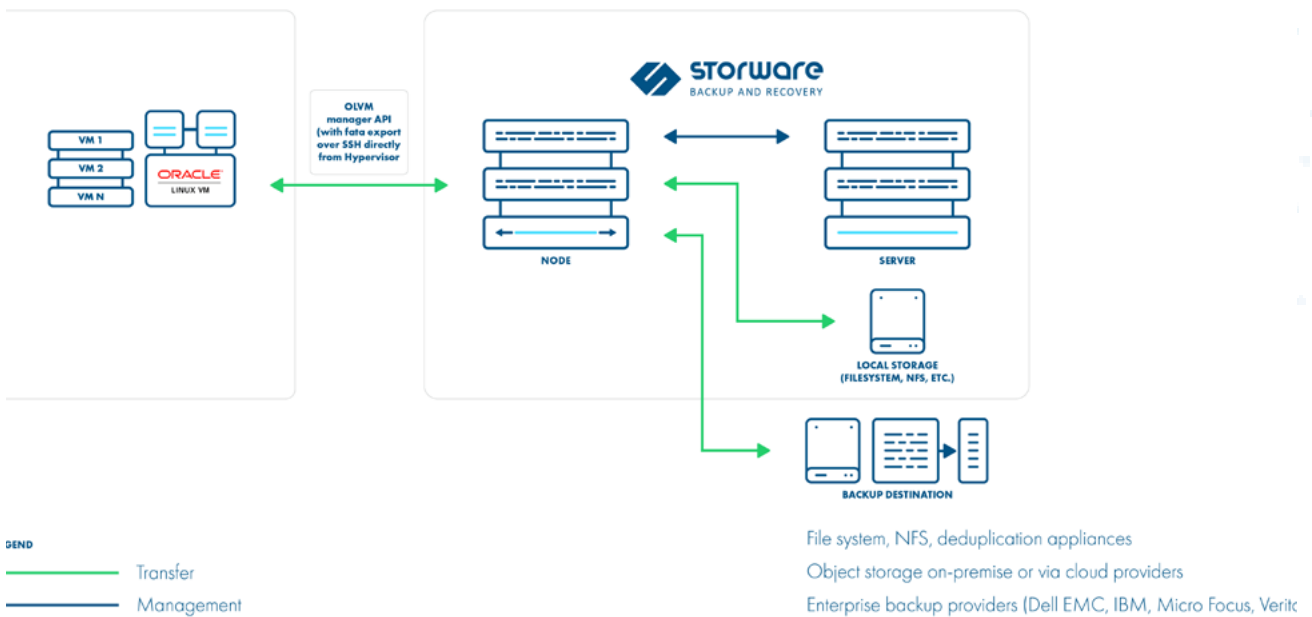 STORWARE
BACKUP AND RECOVERY
OLVM
manager API
(with fata export
over SSH directly
from Hypervisor
VM 1
VM 2
VM N
ORACLE
LINUX VM
NODE
SERVER
LOCAL STORAGE
(FILESYSTEM, NFS, ETC.)
BACKUP DESTINATION
GEND
Transfer
Management
File system, NFS, deduplication appliances
Object storage on-premise or via cloud providers
Enterprise backup providers (Dell EMC, IBM, Micro Focus,